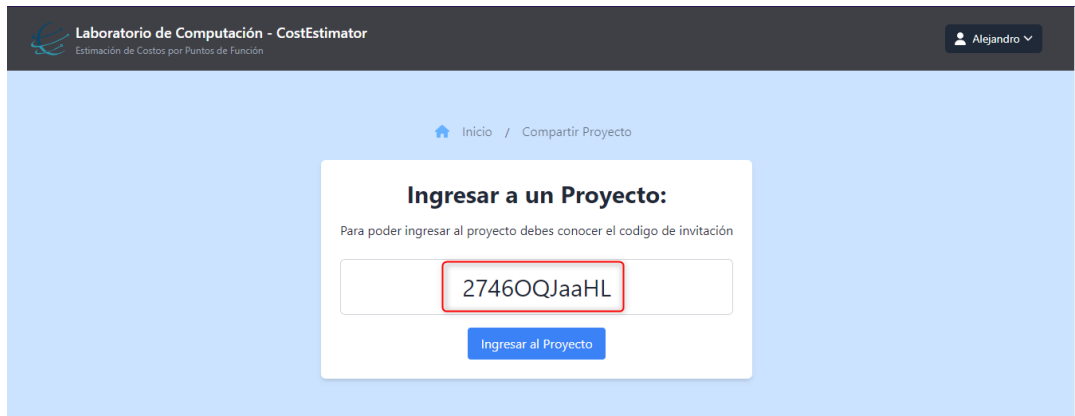 Laboratorio de Computación - CostEstimator
Estimación de Costos por Puntos de Función
Alejandro
Inicio / Compartir Proyecto
Ingresar a un Proyecto:
Para poder ingresar al proyecto debes conocer el codigo de invitación
2746OQJaaHL
Ingresar al Proyecto